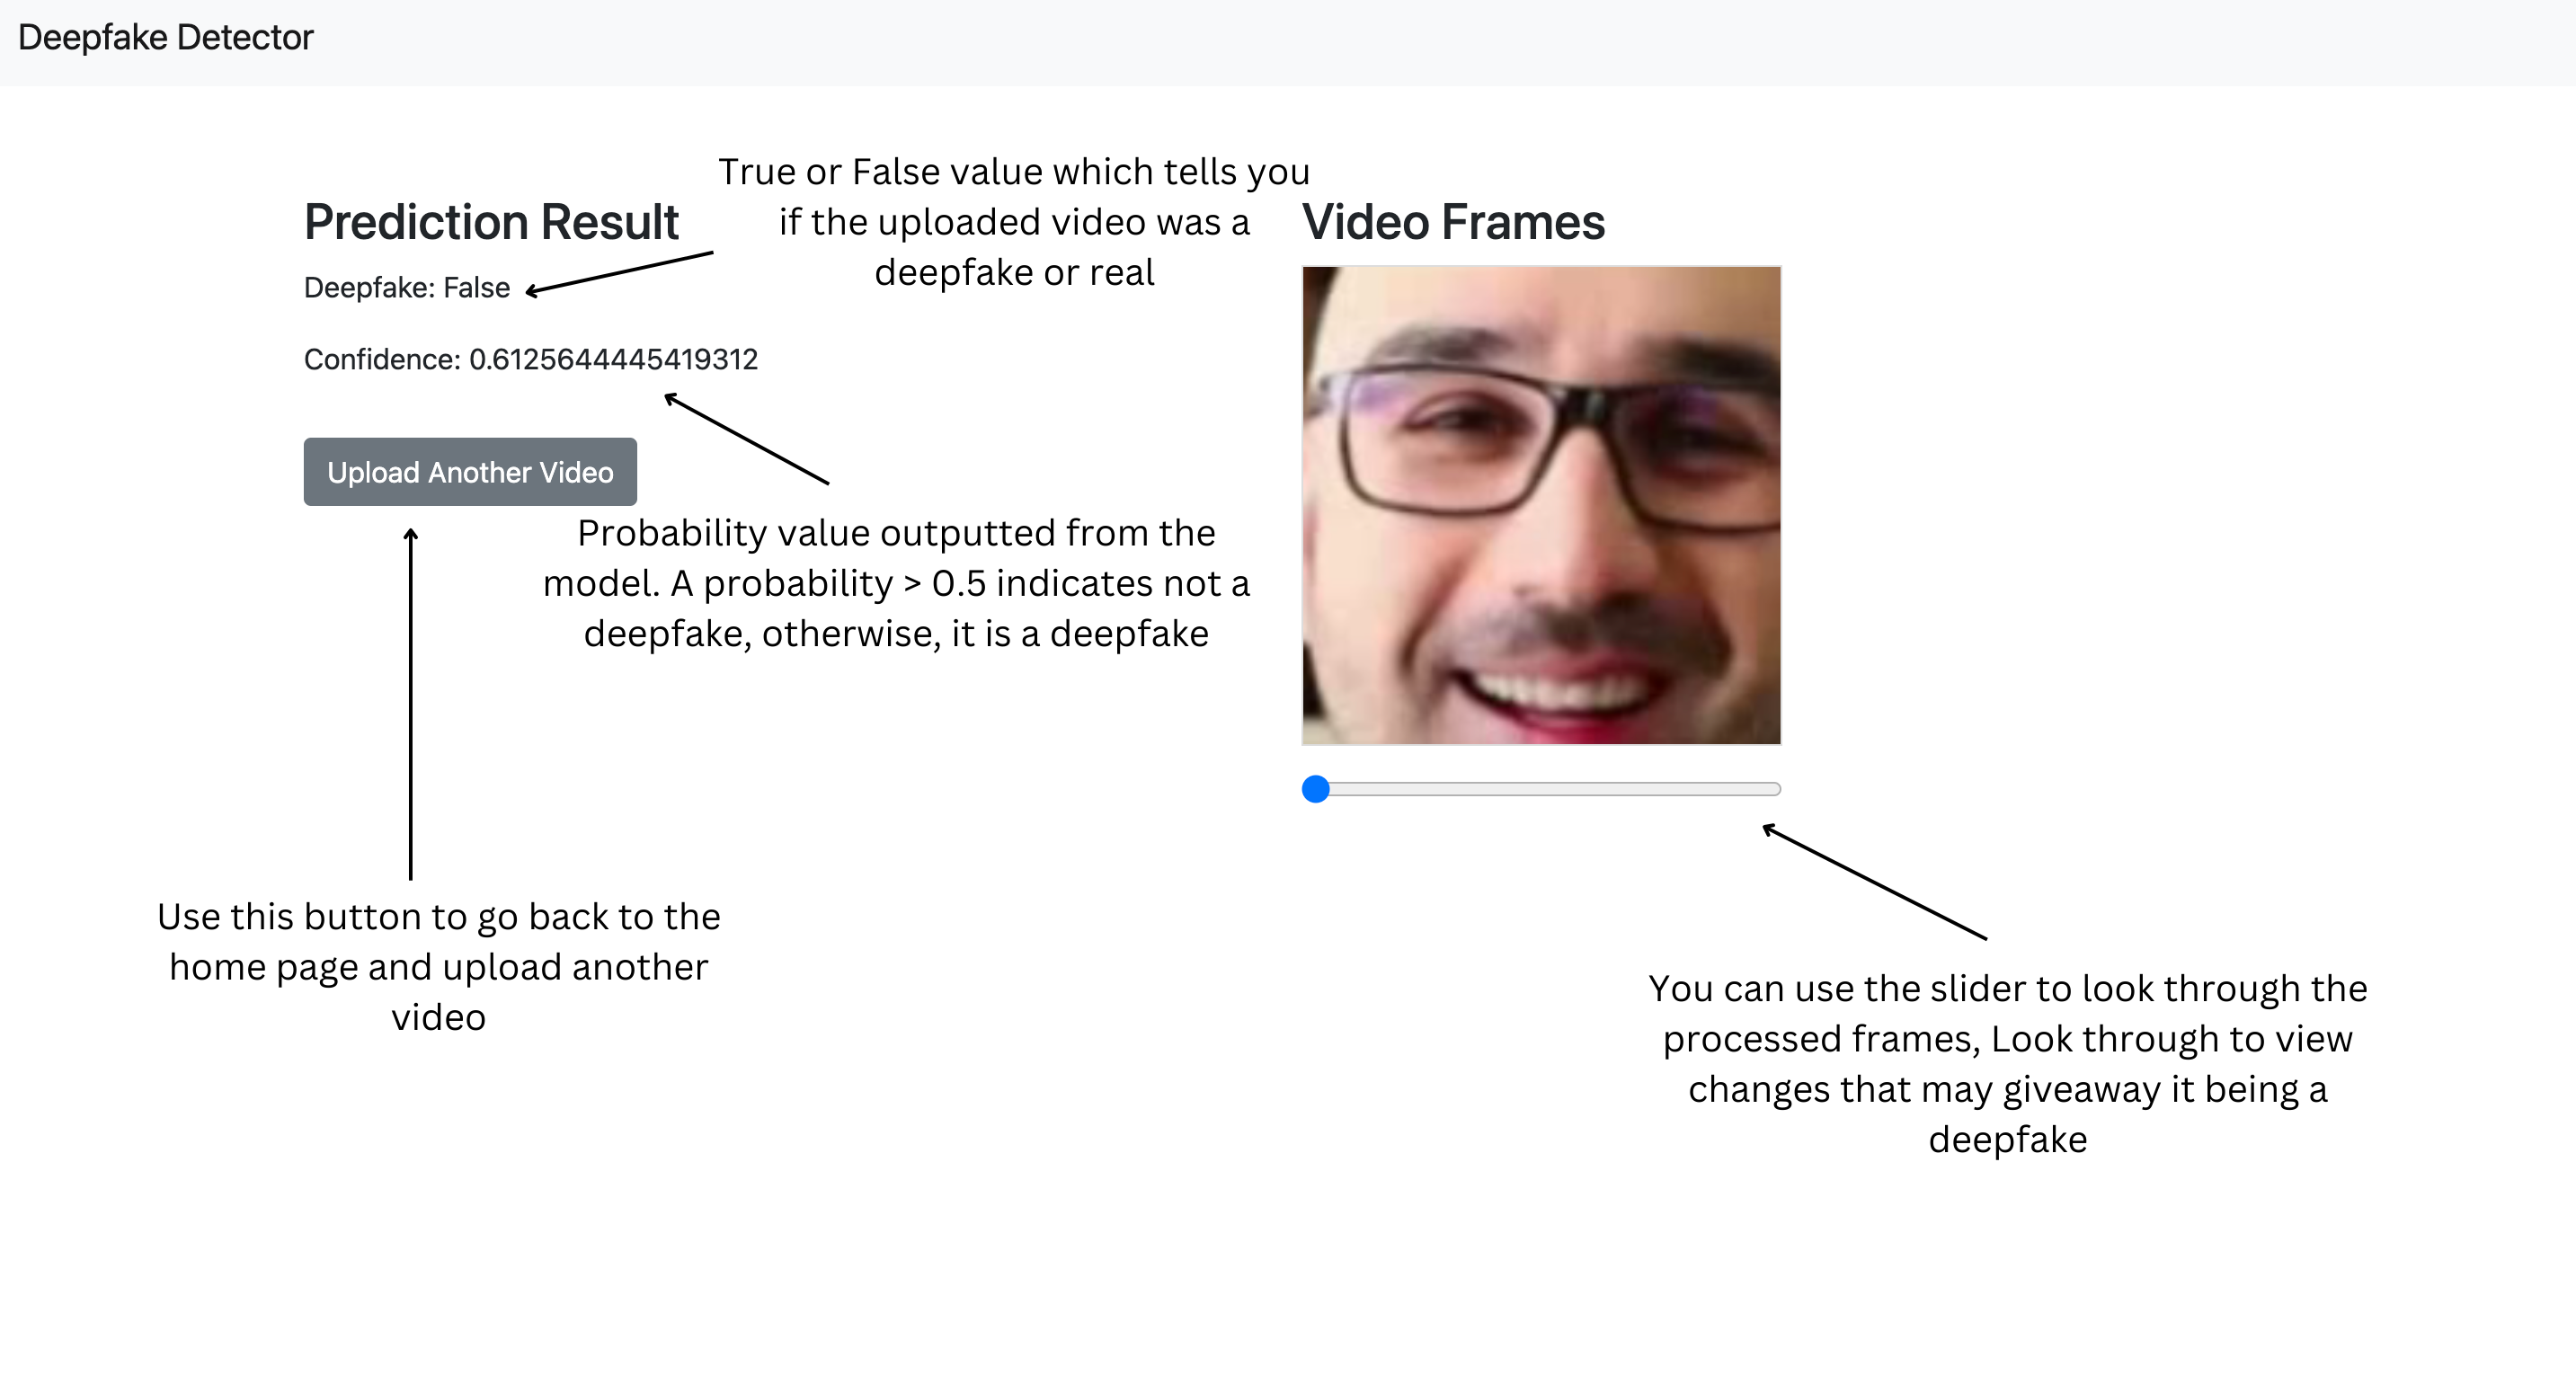 Deepfake Detector
True or False value which tells you
if the uploaded video was a
deepfake or real
Prediction Result
Deepfake: False
Confidence: 0.6125644445419312
Upload Another Video
Probability value outputted from the
model. A probability > 0.5 indicates not a
deepfake, otherwise, it is a deepfake
Use this button to go back to the
home page and upload another
video
Video Frames
You can use the slider to look through the
processed frames, Look through to view
changes that may giveaway it being a
deepfake